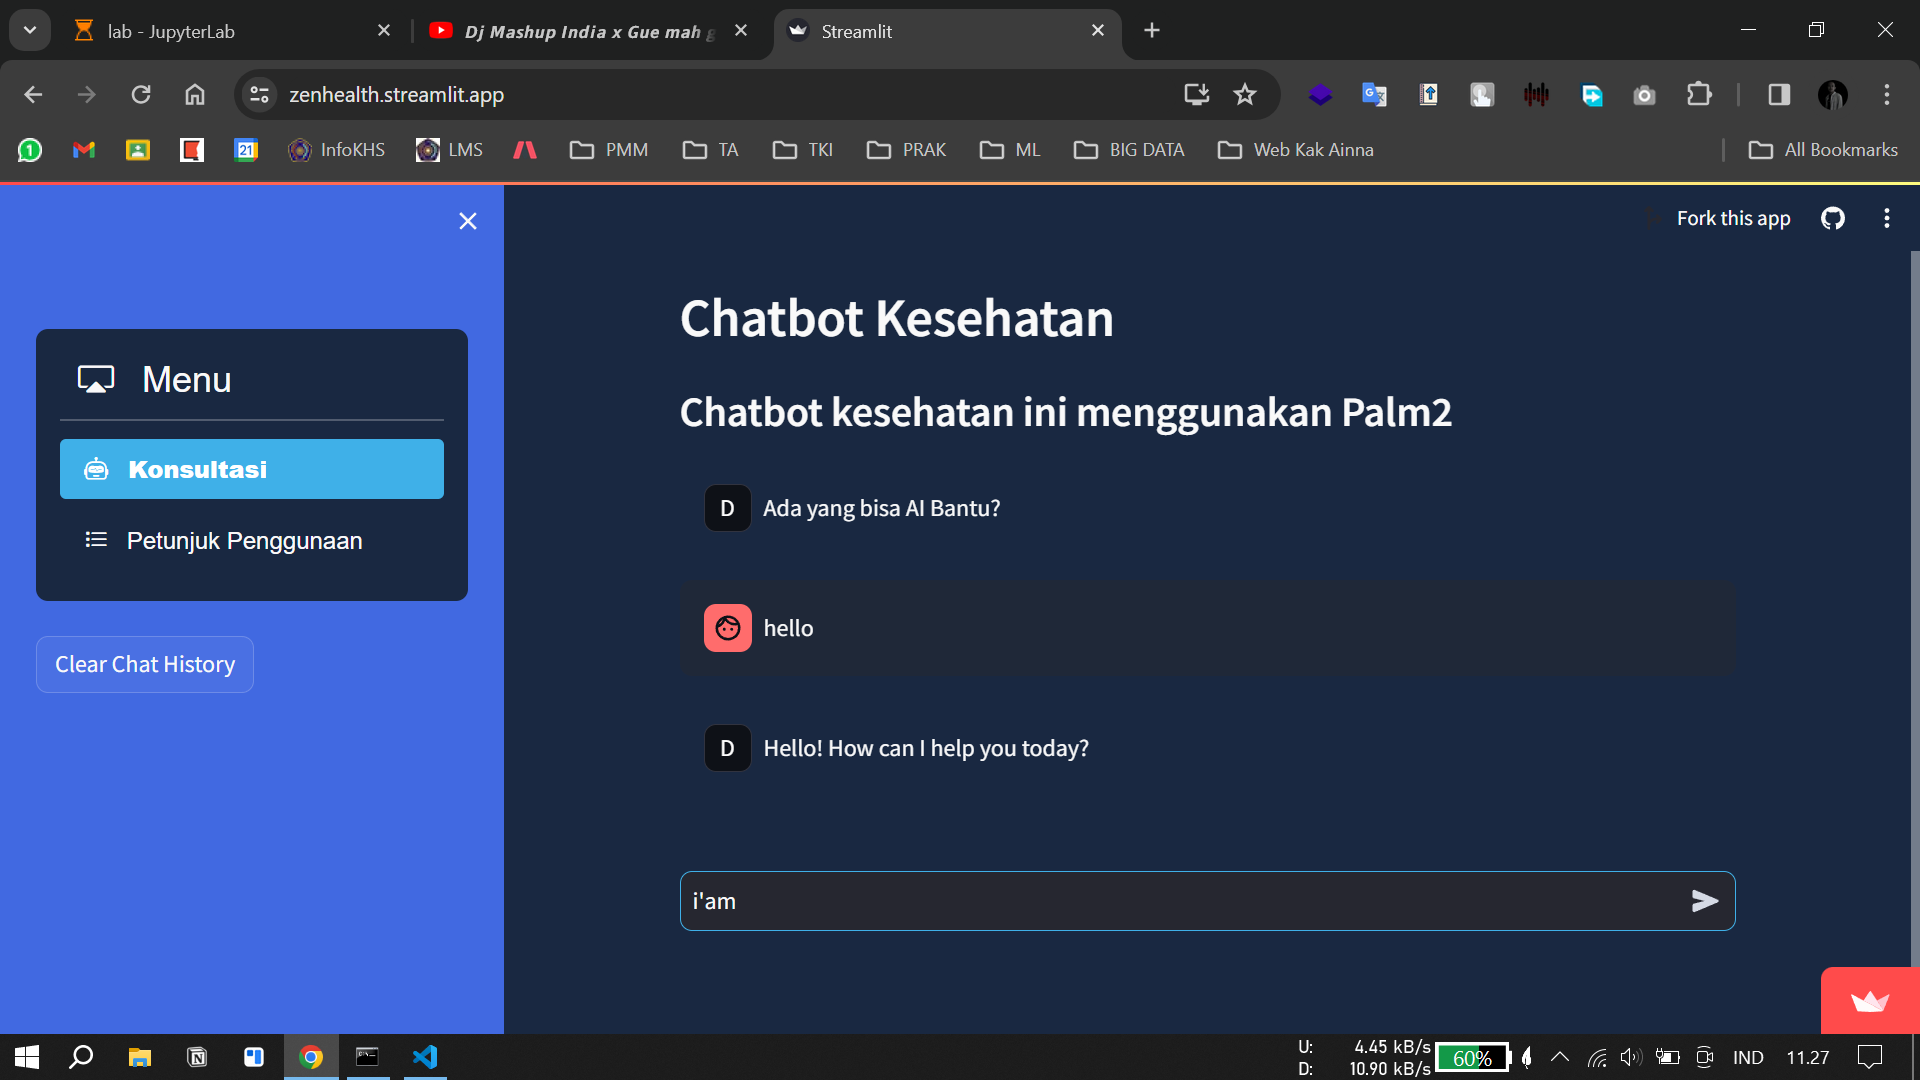 lab - JupyterLab
Dj Mashup India x Gue mah g
Streamlit
zenhealth.streamlit.app
1
21
InfoKHS
LMS
PMM
TA
TKI
PRAK
ML
BIG DATA
Web Kak Ainna
All Bookmarks
Fork this app
Menu
Konsultasi
Petunjuk Penggunaan
Clear Chat History
Chatbot Kesehatan
Chatbot kesehatan ini menggunakan Palm2
D Ada yang bisa AI Bantu?
hello
D Hello! How can I help you today?
i'am
U: 4.45 kB/s
D: 10.90 kB/s
60%
IND
11.27